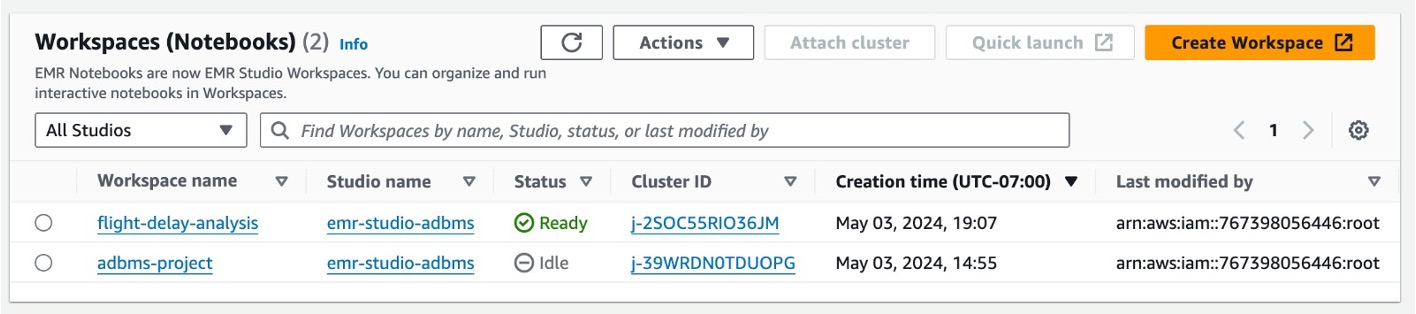 Workspaces (Notebooks) (2) Info
Actions
Attach cluster
Quick launch
Create Workspace
EMR Notebooks are now EMR Studio Workspaces. You can organize and run
interactive notebooks in Workspaces.
All Studios
Find Workspaces by name, Studio, status, or last modified by
1
Workspace name Studio name Status Cluster ID Creation time (UTC-07:00) Last modified by
flight-delay-analysis emr-studio-adbms Ready j-2SOC55RIO36JM May 03, 2024, 19:07 arn:aws:iam::767398056446:root
adbms-project emr-studio-adbms Idle j-39WRDN0TDUOPG May 03, 2024, 14:55 arn:aws:iam::767398056446:root